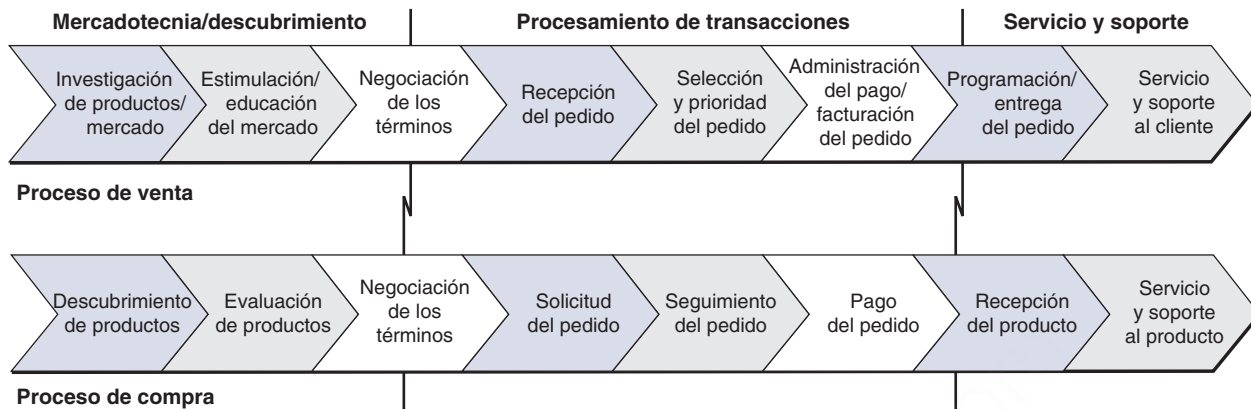 Mercadotecnia/descubrimiento
Procesamiento de transacciones
Servicio y soporte
Investigación
de productos/
mercado
Estimulación/
educación
del mercado
Negociación
de los
términos
Recepción
del pedido
Selección
y prioridad
del pedido
Administración
del pago/
facturación
del pedido
Programación/
entrega
del pedido
Servicio
y soporte
al cliente
Proceso de venta
Descubrimiento
de productos
Evaluación
de productos
Negociación
de los
términos
Solicitud
del pedido
Seguimiento
del pedido
Pago
del pedido
Recepción
del producto
Servicio
y soporte
al producto
Proceso de compra